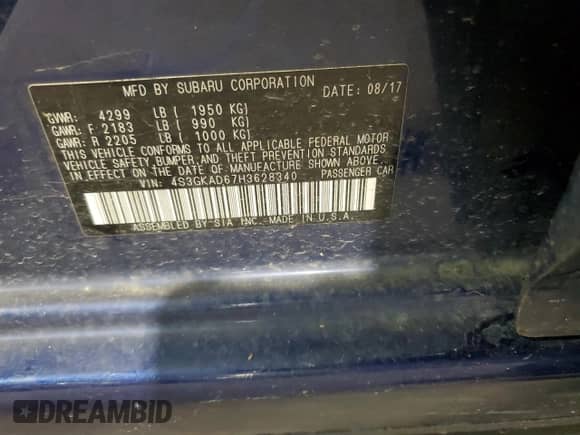 MFD BY SUBARU CORPORATION DATE: 08/17
GVWR: 4299 LB ( 1950 KG)
GAWR: F 2183 LB ( 990 KG)
GAWR: R 2205 LB ( 1000 KG)
THIS VEHICLE CONFORMS TO ALL APPLICABLE FEDERAL MOTOR
VEHICLE SAFETY, BUMPER, AND THEFT PREVENTION STANDARDS
IN EFFECT ON THE DATE OF MANUFACTURE SHOWN ABOVE.
VIN: 4S3GKAD67H3628340 PASSENGER CAR
ASSEMBLED BY SIA INC. MADE IN U.S.A.
DREAMBID